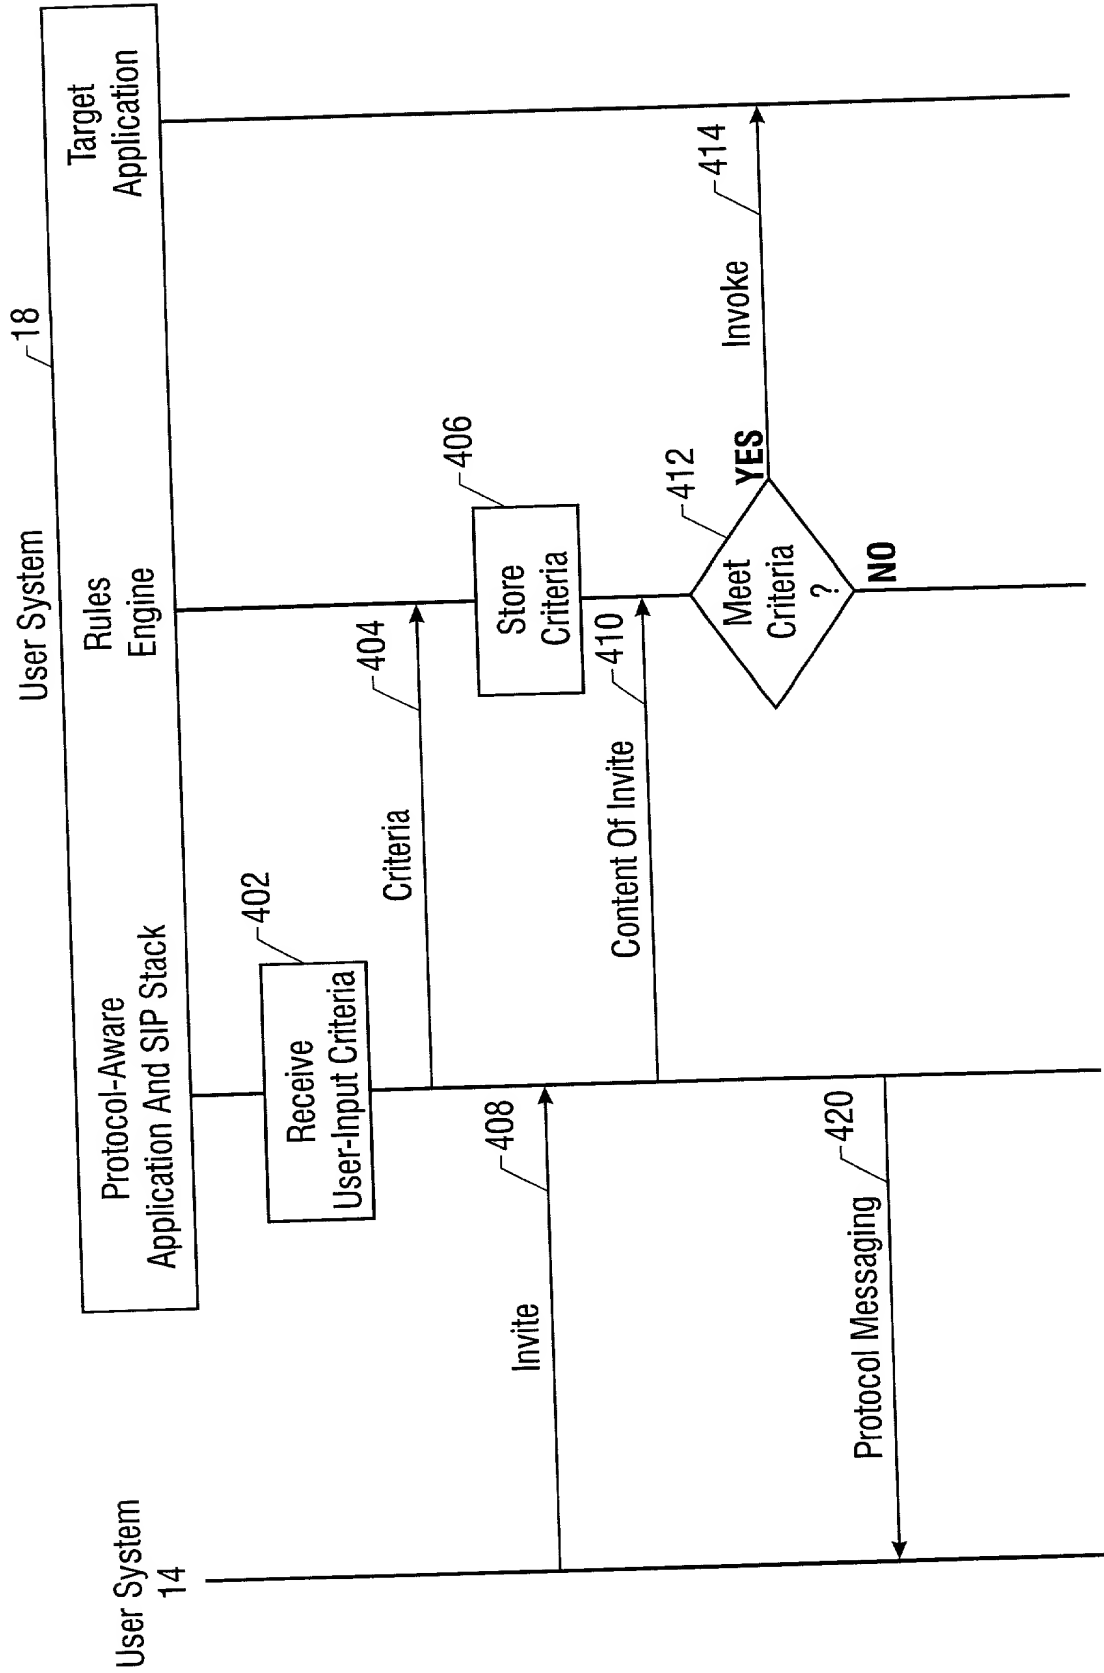 User System
18
User System
14
Protocol-Aware
Application And SIP Stack
Rules
Engine
Target
Application
Receive
User-Input Criteria
402
Criteria
404
Store
Criteria
406
Invite
408
Content Of Invite
410
Meet
Criteria
?
412
YES
NO
Invoke
414
Protocol Messaging
420